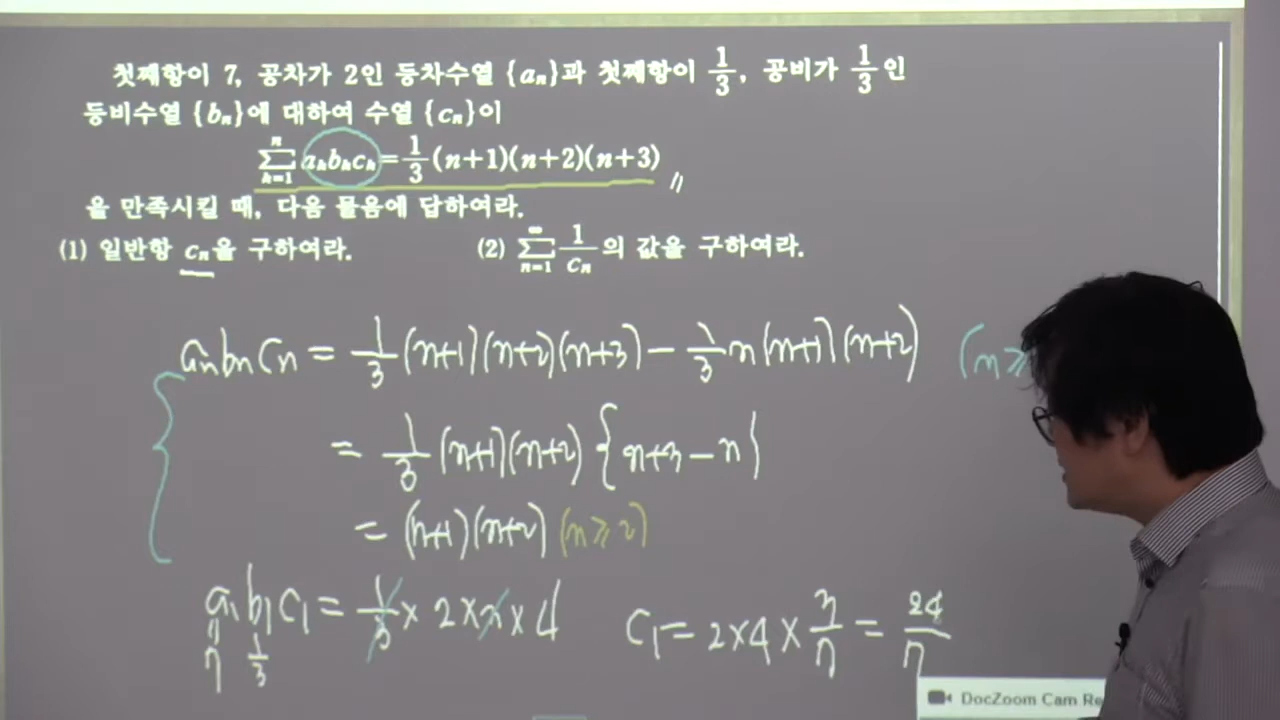 첫째항이 7, 공차가 2인 등차수열 {aₙ}과 첫째항이 1/3, 공비가 1/3인
등비수열 {bₙ}에 대하여 수열 {cₙ}이
∑_{k=1}^{n} aₖbₖcₖ=1/3(n+1)(n+2)(n+3)
을 만족시킬 때, 다음 물음에 답하여라.
(1) 일반항 cₙ을 구하여라. (2) ∑_{n=1}^{∞} 1/cₙ의 값을 구하여라.
aₙbₙcₙ = 1/3(n+1)(n+2)(n+3) − 1/3 n(n+1)(n+2) (n≥
= 1/3(n+1)(n+2){n+3−n}
= (n+1)(n+2) (n≥2)
a₁b₁c₁ = 1/3 × 2×3×4 c₁ = 2×4×3/7 = 24/7
7 1/3
DocZoom Cam Re